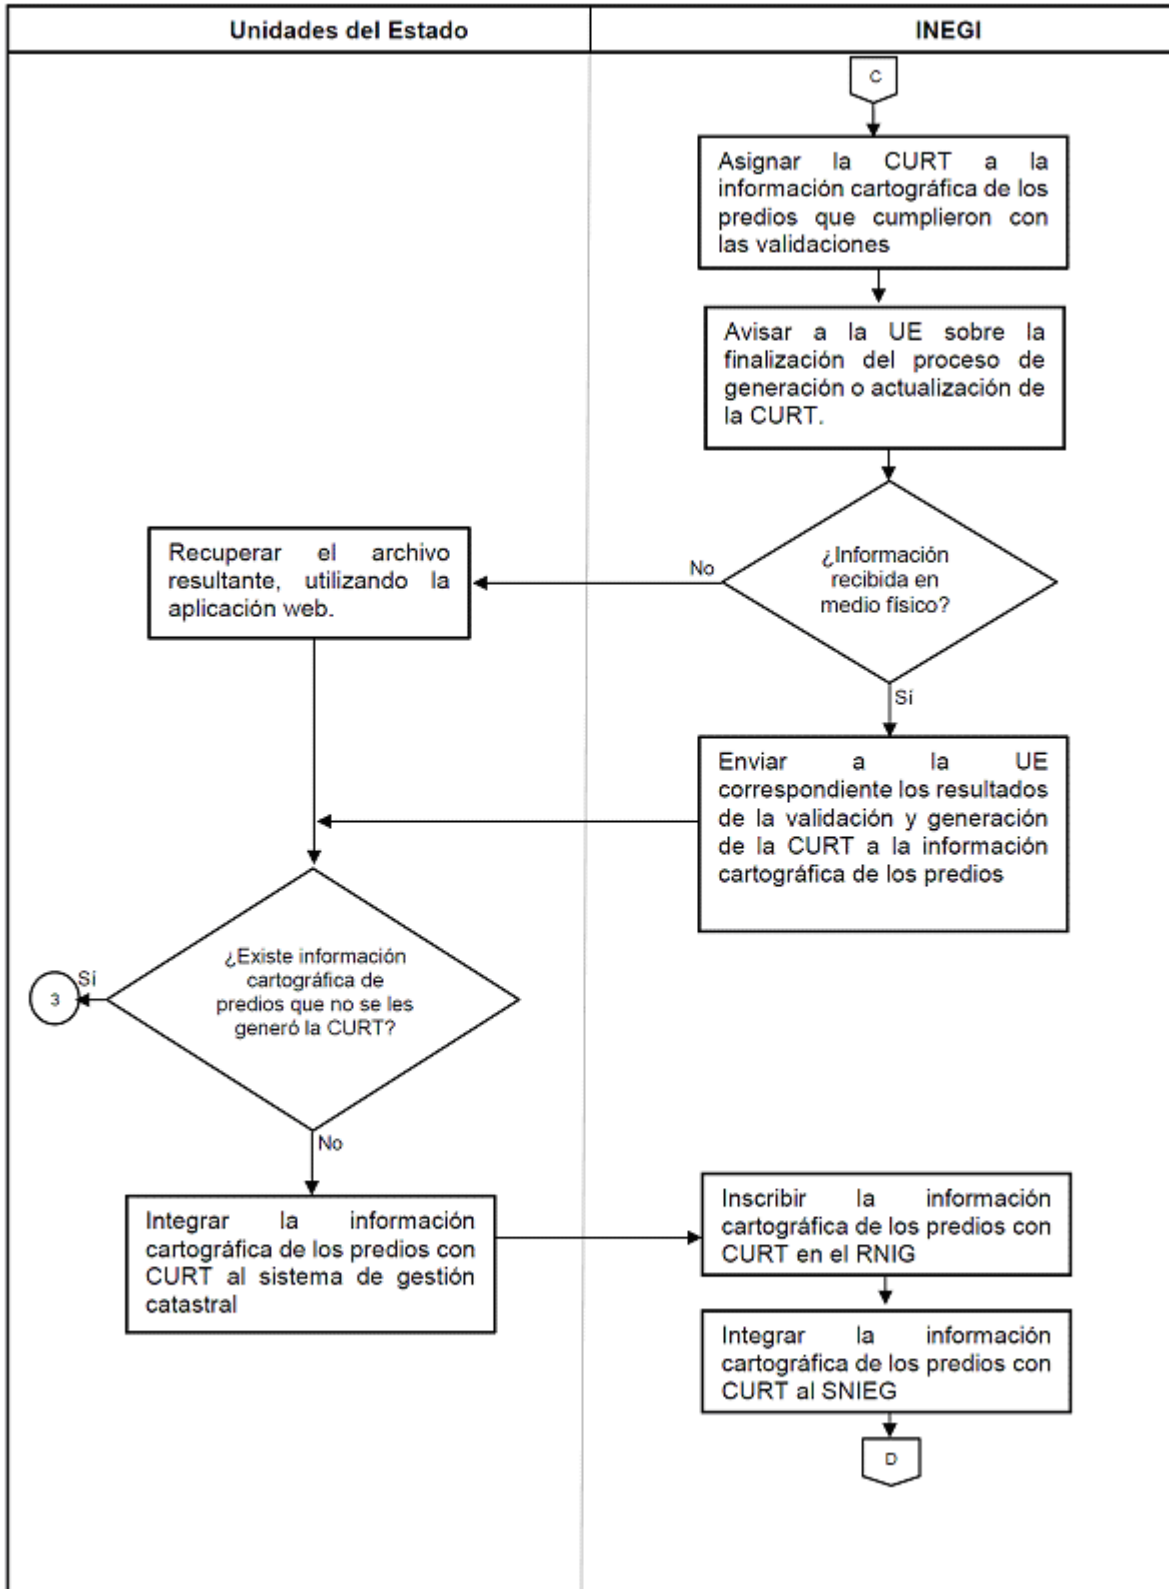 Unidades del Estado
INEGI
C
Asignar la CURT a la
información cartográfica de los
predios que cumplieron con
las validaciones
Avisar a la UE sobre la
finalización del proceso de
generación o actualización de
la CURT.
¿Información
recibida en
medio físico?
No
Sí
Recuperar el archivo
resultante, utilizando la
aplicación web.
Enviar a la UE
correspondiente los resultados
de la validación y generación
de la CURT a la información
cartográfica de los predios
¿Existe información
cartográfica de
predios que no se les
generó la CURT?
Sí
3
No
Integrar la información
cartográfica de los predios con
CURT al sistema de gestión
catastral
Inscribir la información
cartográfica de los predios con
CURT en el RNIG
Integrar la información
cartográfica de los predios con
CURT al SNIEG
D